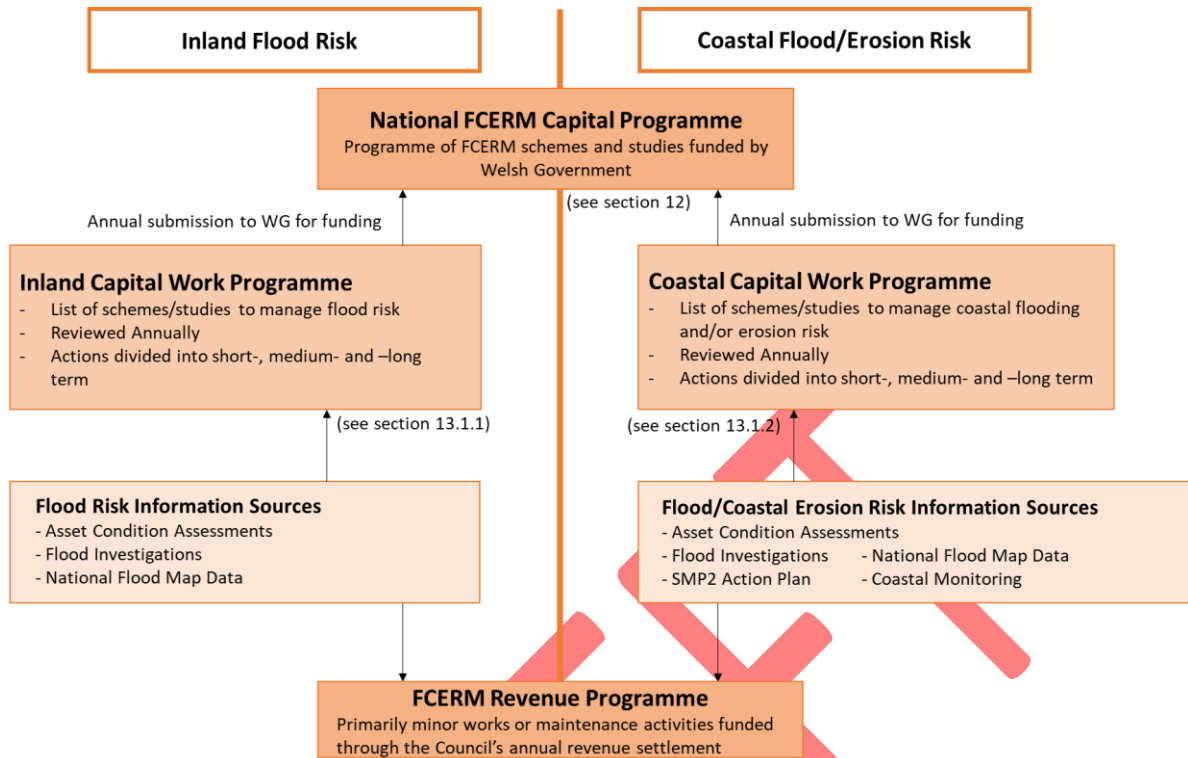 Inland Flood Risk
Coastal Flood/Erosion Risk
National FCERM Capital Programme
Programme of FCERM schemes and studies funded by
Welsh Government
(see section 12)
Annual submission to WG for funding
Annual submission to WG for funding
Inland Capital Work Programme
- List of schemes/studies to manage flood risk
- Reviewed Annually
- Actions divided into short-, medium- and –long
term
(see section 13.1.1)
Coastal Capital Work Programme
- List of schemes/studies to manage coastal flooding
and/or erosion risk
- Reviewed Annually
- Actions divided into short-, medium- and –long term
(see section 13.1.2)
Flood Risk Information Sources
- Asset Condition Assessments
- Flood Investigations
- National Flood Map Data
Flood/Coastal Erosion Risk Information Sources
- Asset Condition Assessments
- Flood Investigations - National Flood Map Data
- SMP2 Action Plan - Coastal Monitoring
FCERM Revenue Programme
Primarily minor works or maintenance activities funded
through the Council's annual revenue settlement